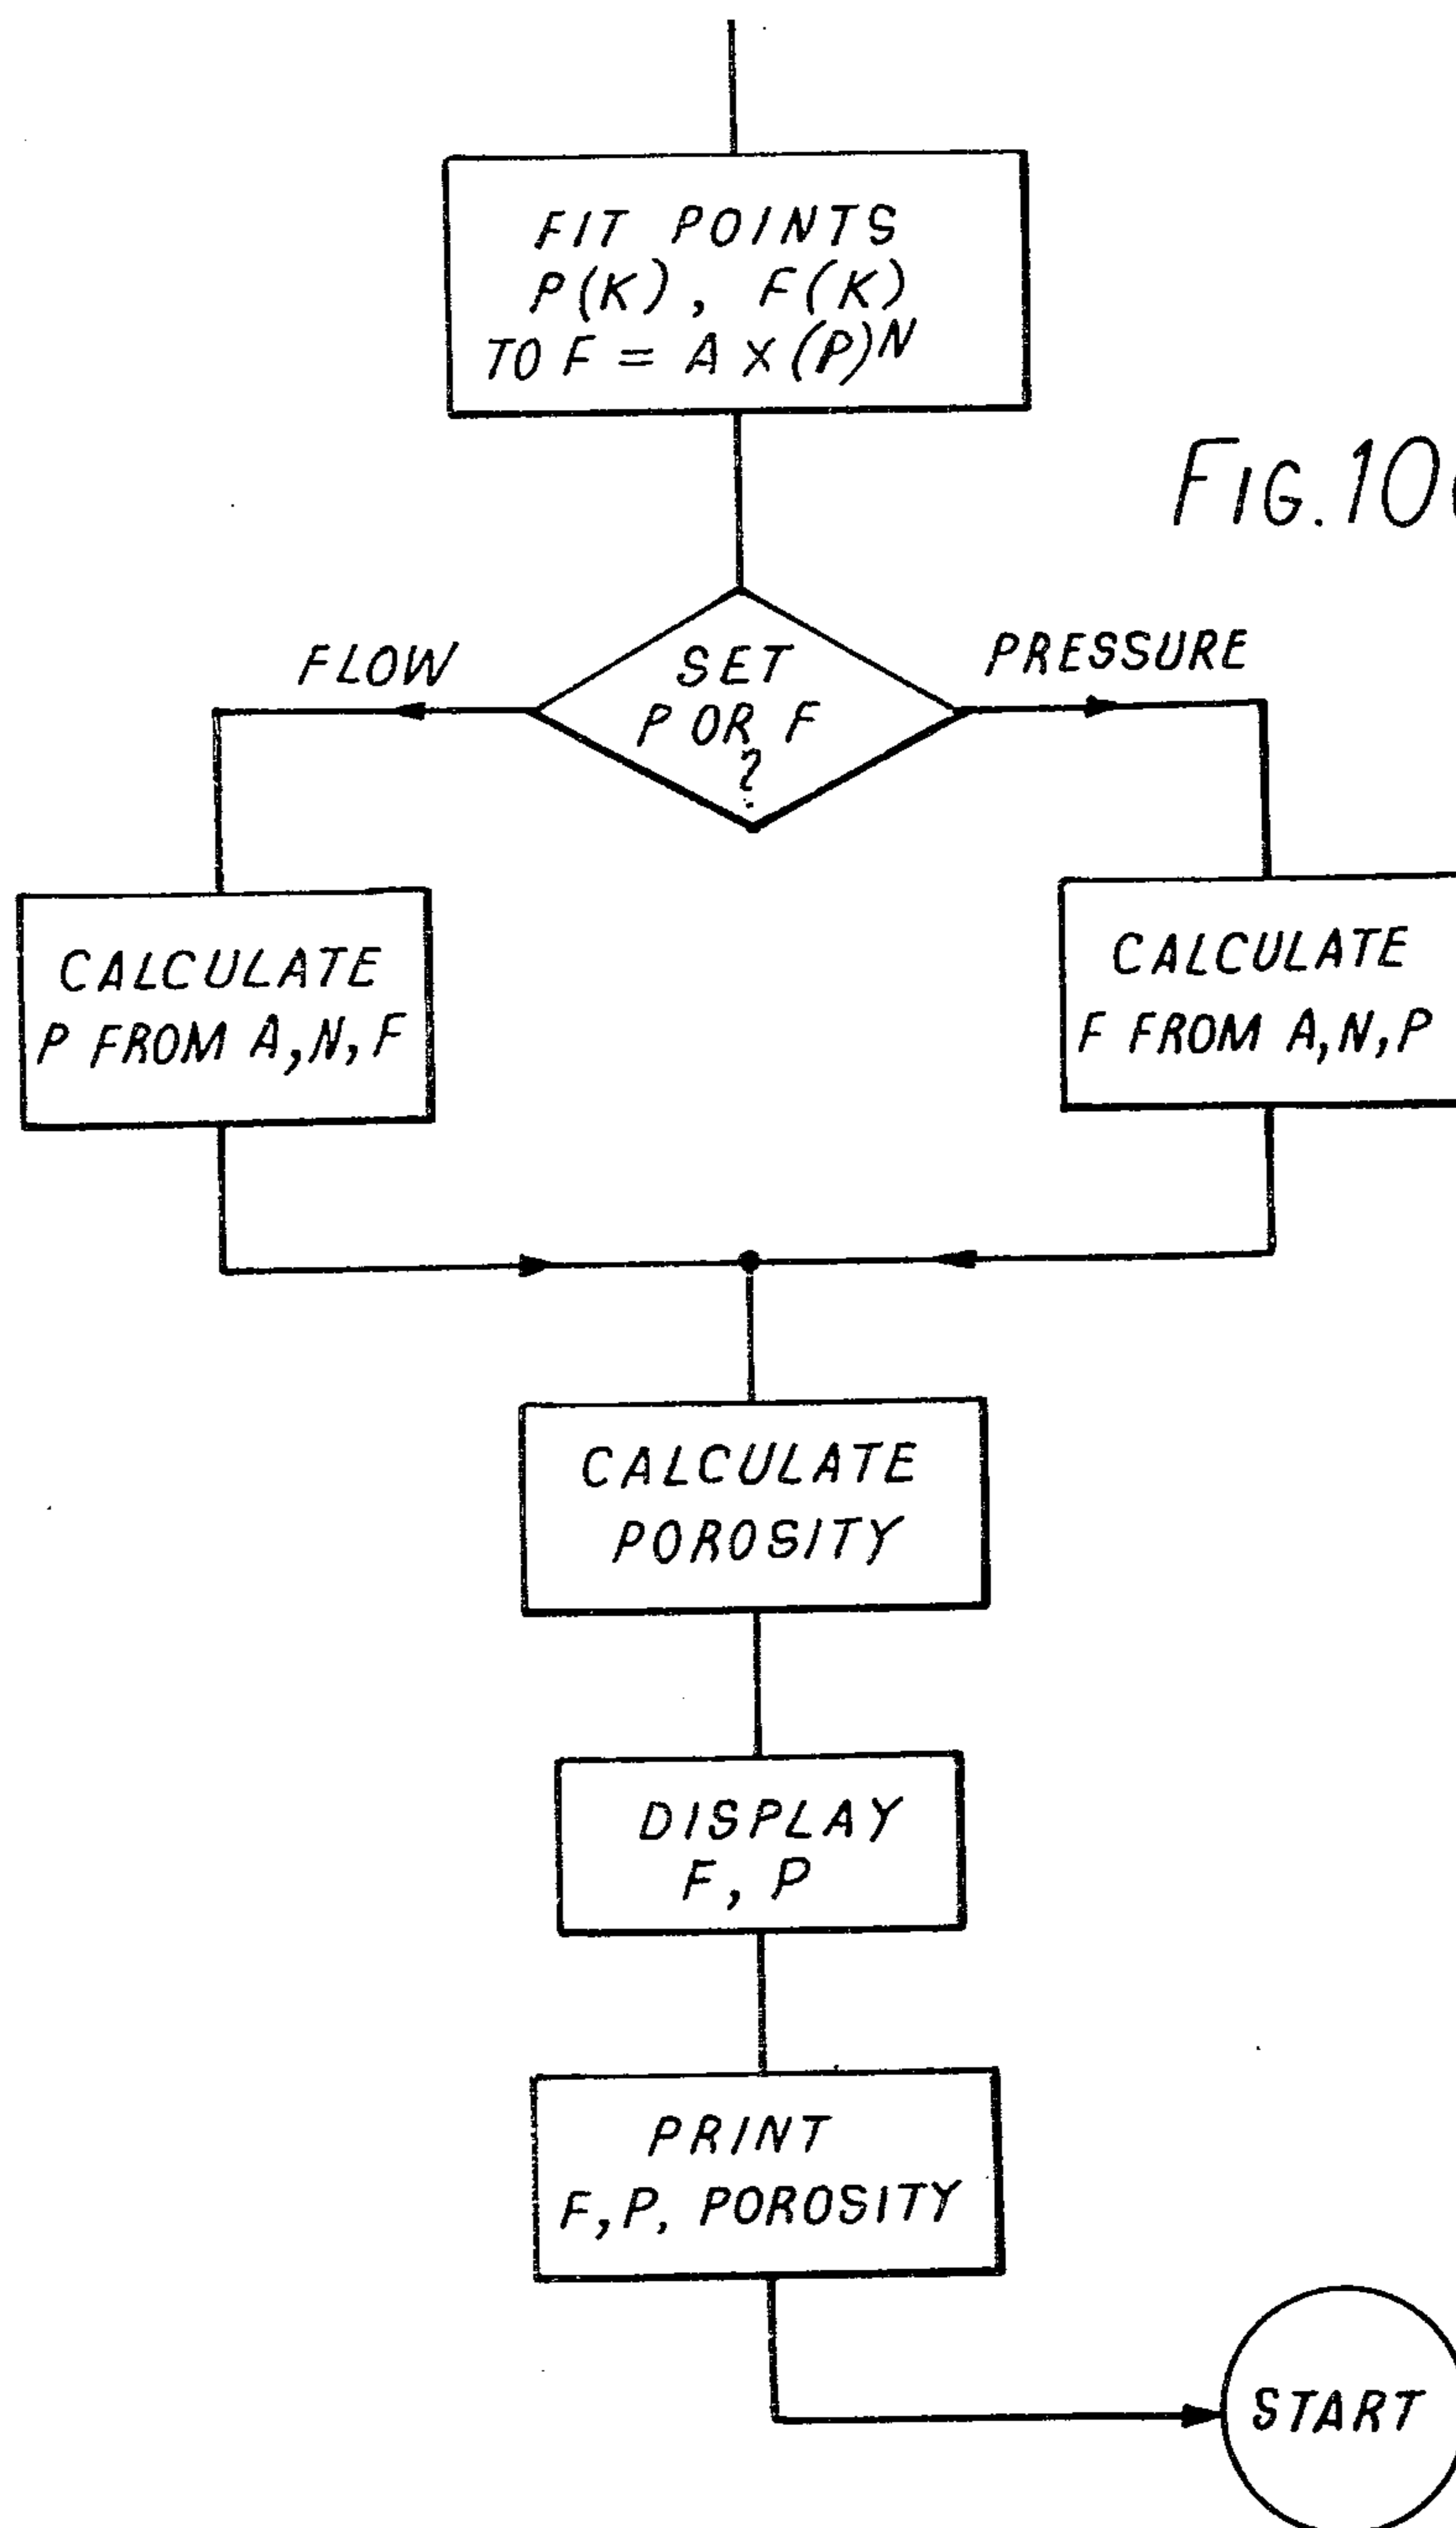 FIT POINTS
P(K), F(K)
TO F = A × (P)^N
FIG. 10
FLOW
SET
P OR F
?
PRESSURE
CALCULATE
P FROM A, N, F
CALCULATE
F FROM A, N, P
CALCULATE
POROSITY
DISPLAY
F, P
PRINT
F, P, POROSITY
START